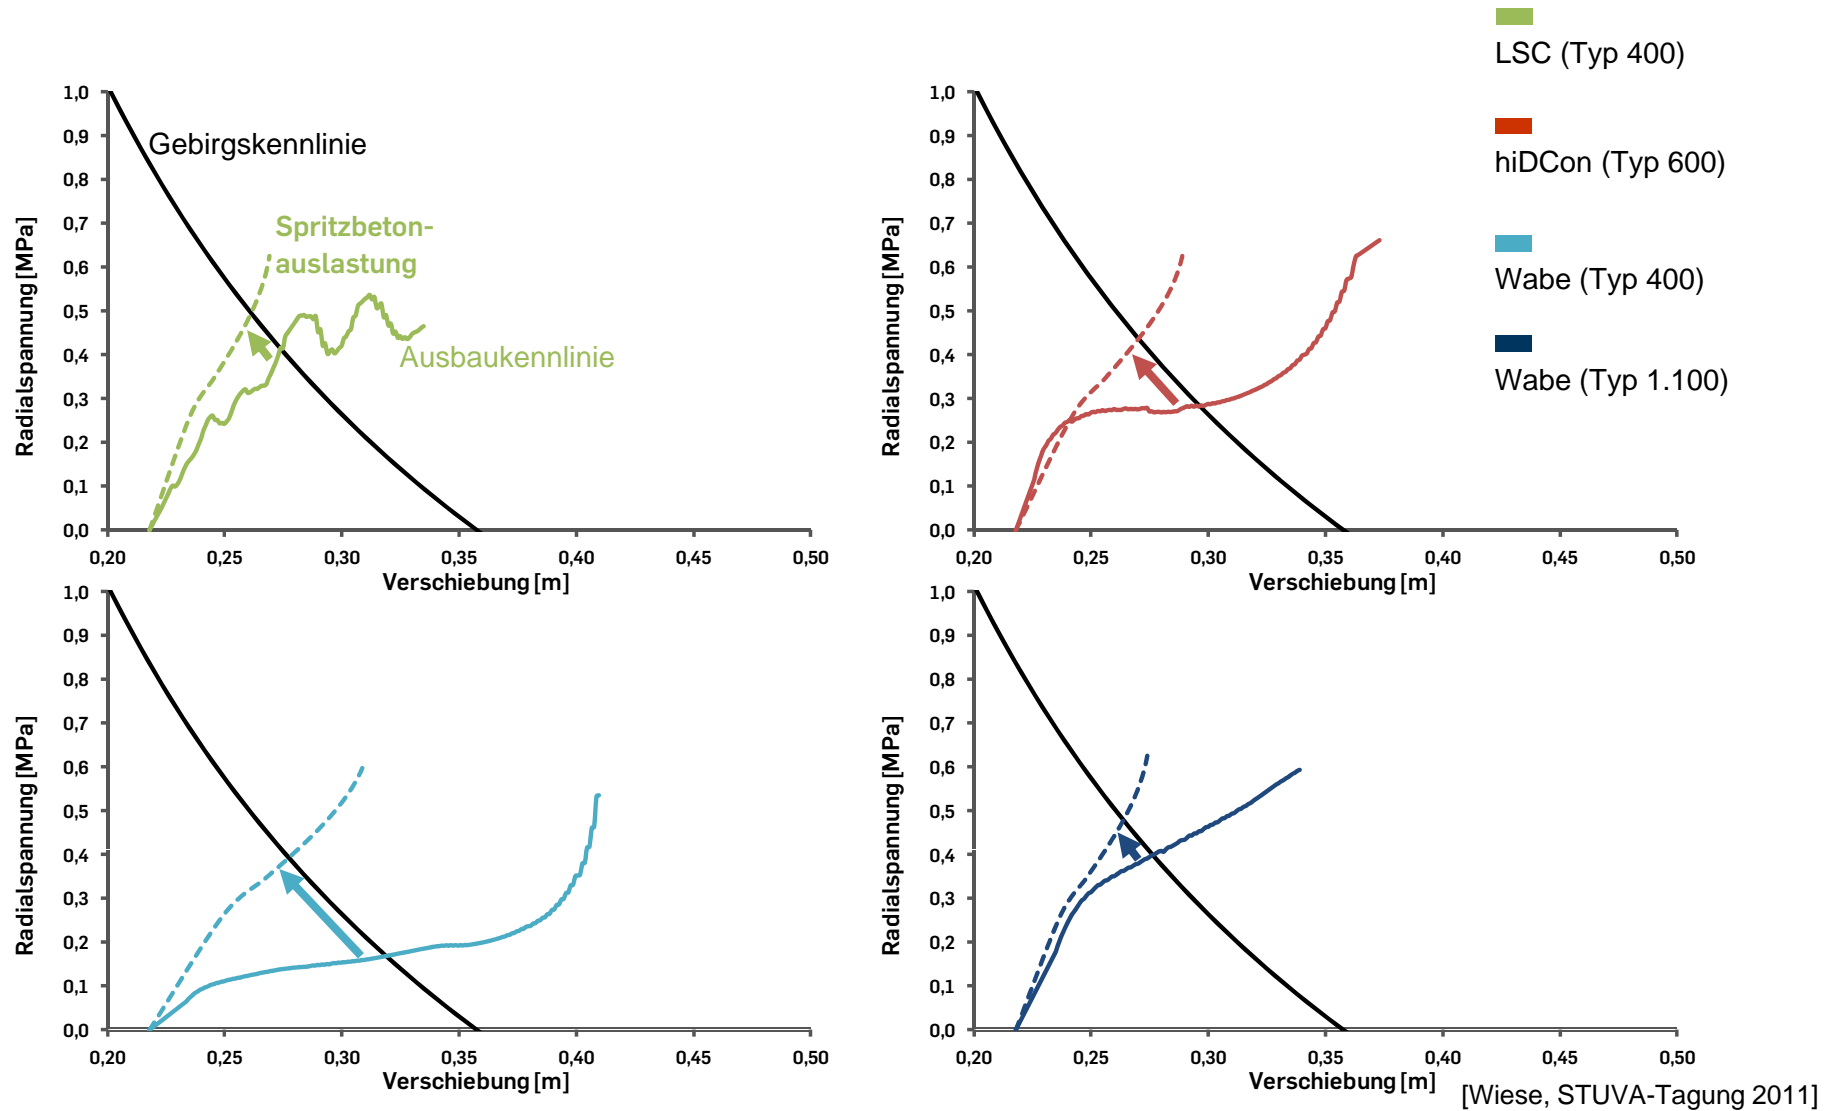 LSC (Typ 400)
hiDCon (Typ 600)
Wabe (Typ 400)
Wabe (Typ 1.100)
Radialspannung [MPa]
1,0
0,9
0,8
0,7
0,6
0,5
0,4
0,3
0,2
0,1
0,0
Gebirgskennlinie
Spritzbeton-
auslastung
Ausbaukennlinie
0,20 0,25 0,30 0,35 0,40 0,45 0,50
Verschiebung [m]
Radialspannung [MPa]
1,0
0,9
0,8
0,7
0,6
0,5
0,4
0,3
0,2
0,1
0,0
0,20 0,25 0,30 0,35 0,40 0,45 0,50
Verschiebung [m]
Radialspannung [MPa]
1,0
0,9
0,8
0,7
0,6
0,5
0,4
0,3
0,2
0,1
0,0
0,20 0,25 0,30 0,35 0,40 0,45 0,50
Verschiebung [m]
Radialspannung [MPa]
1,0
0,9
0,8
0,7
0,6
0,5
0,4
0,3
0,2
0,1
0,0
0,20 0,25 0,30 0,35 0,40 0,45 0,50
Verschiebung [m]
[Wiese, STUVA-Tagung 2011]